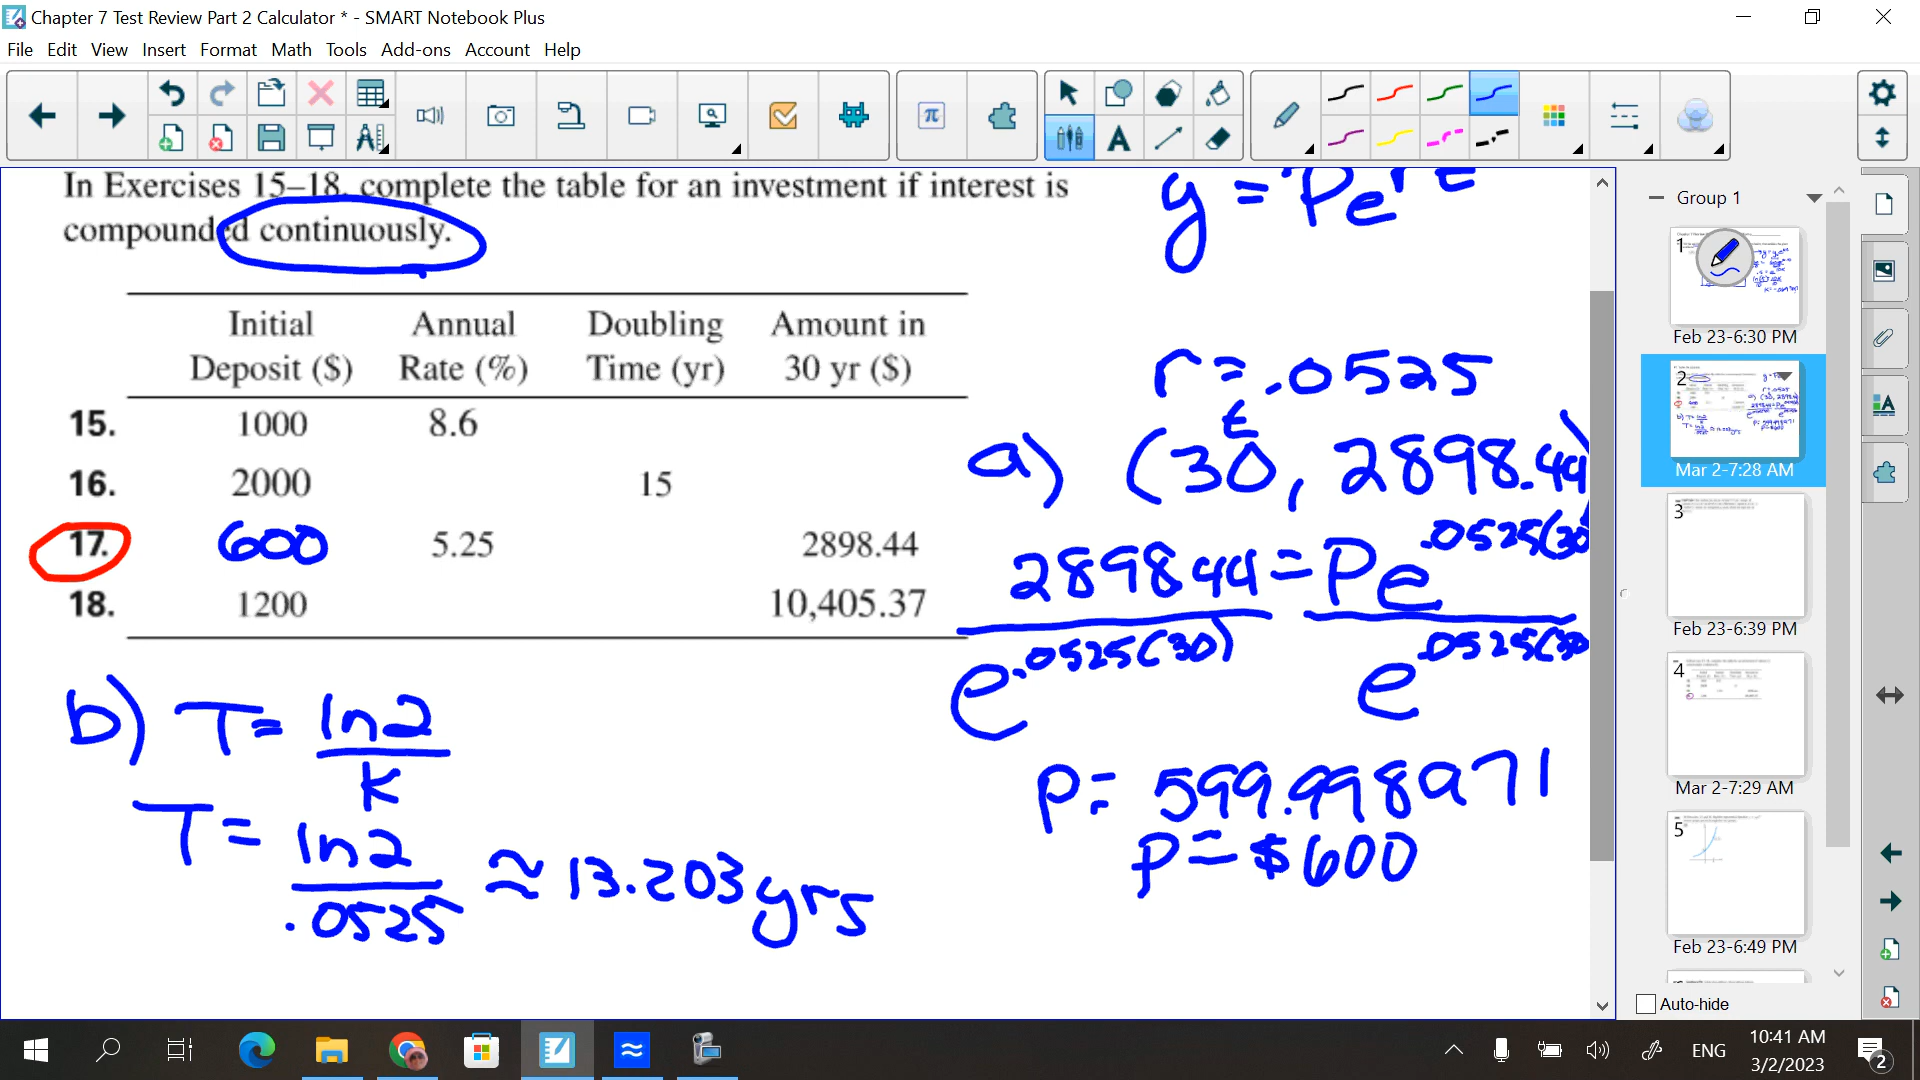 Chapter 7 Test Review Part 2 Calculator * - SMART Notebook Plus
File Edit View Insert Format Math Tools Add-ons Account Help
In Exercises 15–18, complete the table for an investment if interest is
compounded continuously.
y = Pe^rt
Initial Deposit ($) Annual Rate (%) Doubling Time (yr) Amount in 30 yr ($)
15. 1000 8.6
16. 2000 15
17. 600 5.25 2898.44
18. 1200 10,405.37
r = .0525
t
a) (30, 2898.44)
2898.44 = Pe^.0525(30
e^.0525(30) e^.0525(30
P = 599.998971
P = $600
b) T = ln2/k
T = ln2/.0525 ≈ 13.203 yrs
Group 1
1
Feb 23-6:30 PM
2
Mar 2-7:28 AM
3
Feb 23-6:39 PM
4
Mar 2-7:29 AM
5
Feb 23-6:49 PM
Auto-hide
ENG
10:41 AM
3/2/2023
2